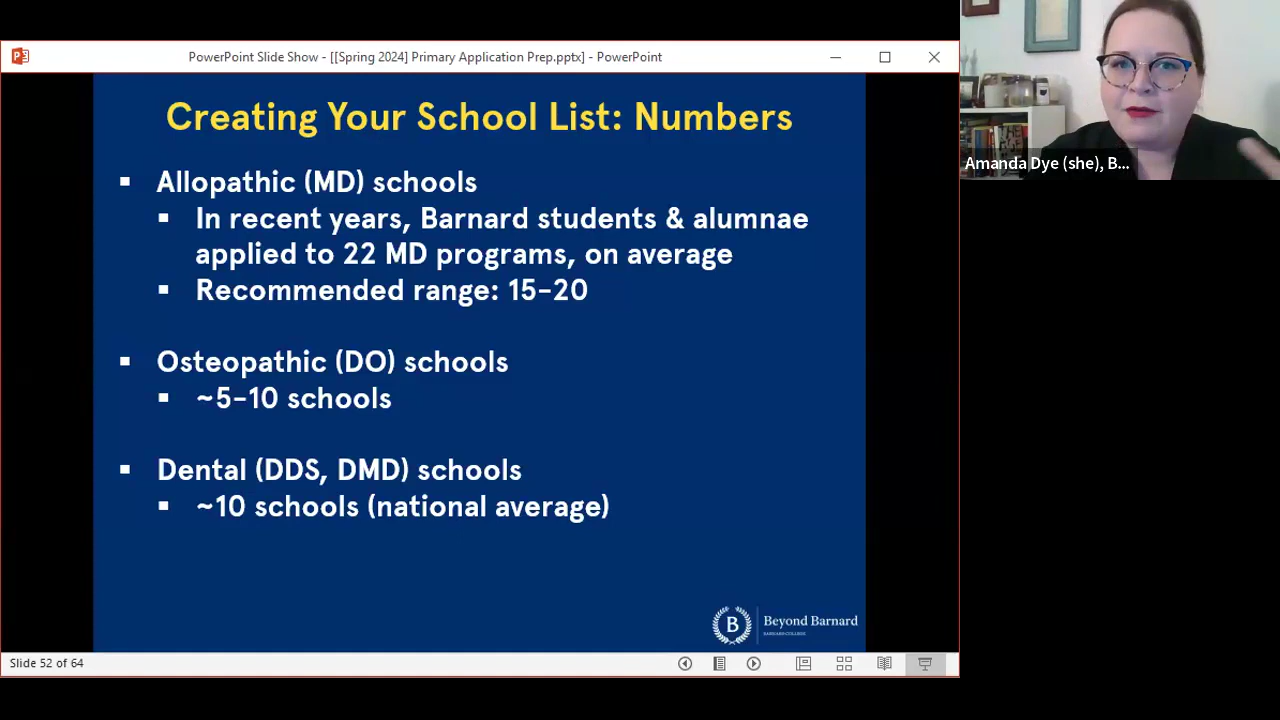 PowerPoint Slide Show - [[Spring 2024] Primary Application Prep.pptx] - PowerPoint
Creating Your School List: Numbers
▪ Allopathic (MD) schools
▪ In recent years, Barnard students & alumnae
applied to 22 MD programs, on average
▪ Recommended range: 15-20
▪ Osteopathic (DO) schools
▪ ~5-10 schools
▪ Dental (DDS, DMD) schools
▪ ~10 schools (national average)
B
Beyond Barnard
BARNARD COLLEGE
Slide 52 of 64
Amanda Dye (she), B...